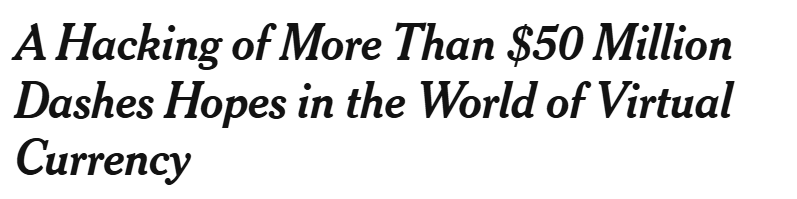 A Hacking of More Than $50 Million
Dashes Hopes in the World of Virtual
Currency